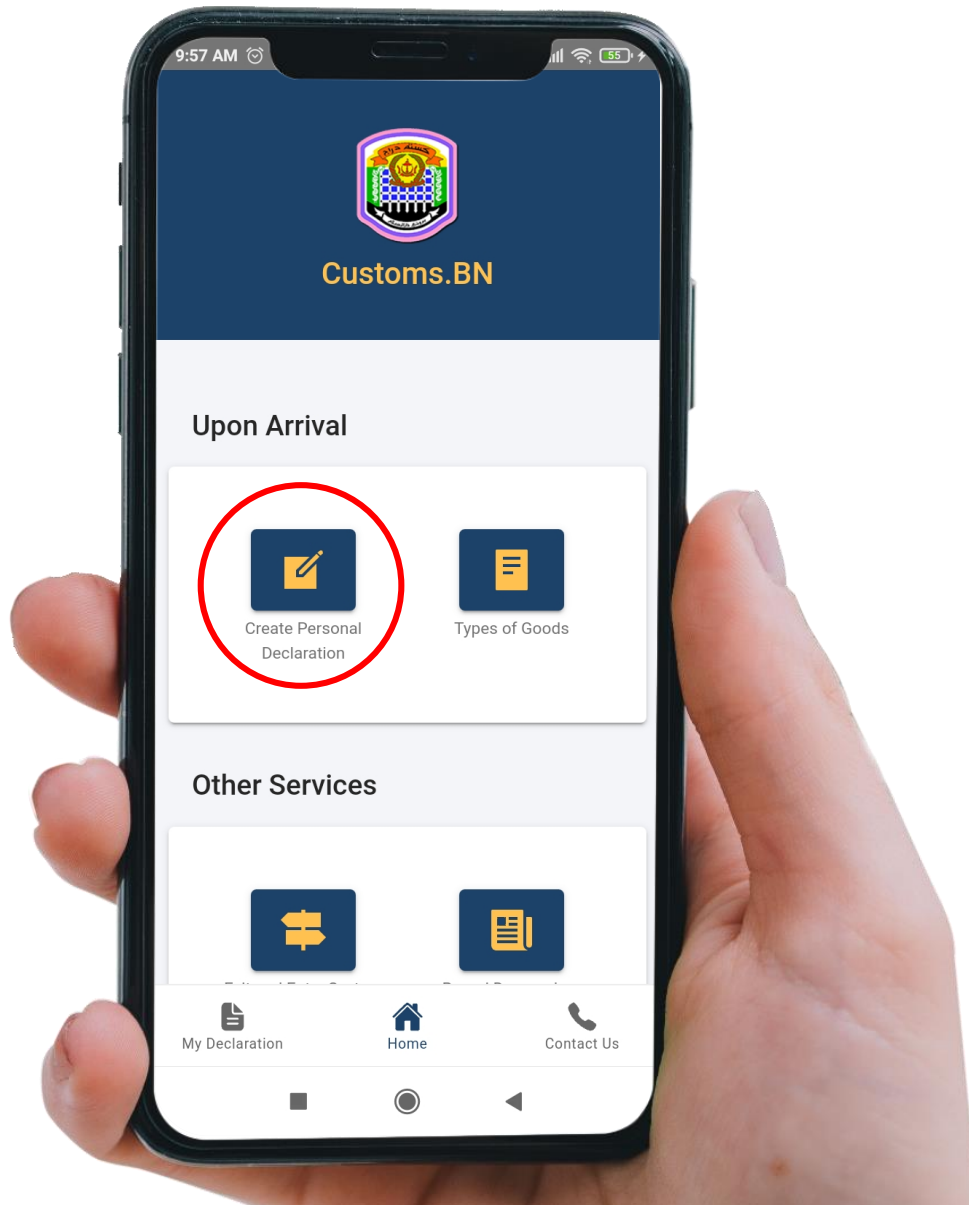 9:57 AM
55
Customs.BN
Upon Arrival
Create Personal
Declaration
Types of Goods
Other Services
My Declaration
Home
Contact Us